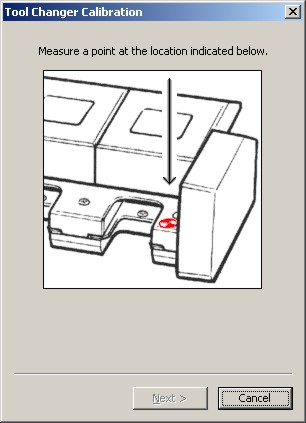 Tool Changer Calibration
Measure a point at the location indicated below.
Next >
Cancel